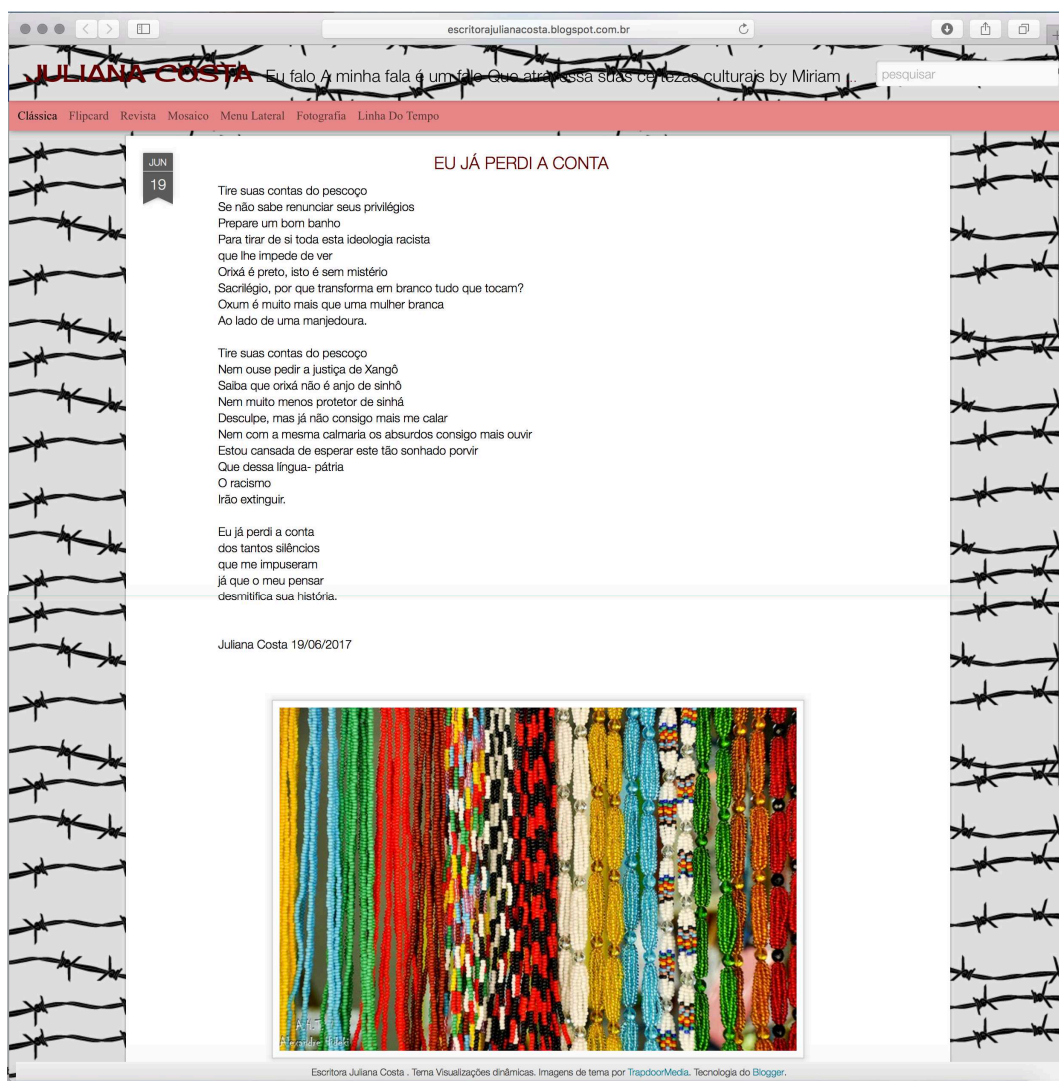 escritorajulianacosta.blogspot.com.br
JULIANA COSTA Eu falo A minha fala é um falo Que atravessa suas certezas culturais by Miriam ...
pesquisar
Clássica Flipcard Revista Mosaico Menu Lateral Fotografia Linha Do Tempo
JUN
19
EU JÁ PERDI A CONTA
Tire suas contas do pescoço
Se não sabe renunciar seus privilégios
Prepare um bom banho
Para tirar de si toda esta ideologia racista
que lhe impede de ver
Orixá é preto, isto é sem mistério
Sacrilégio, por que transforma em branco tudo que tocam?
Oxum é muito mais que uma mulher branca
Ao lado de uma manjedoura.
Tire suas contas do pescoço
Nem ouse pedir a justiça de Xangô
Saiba que orixá não é anjo de sinhô
Nem muito menos protetor de sinhá
Desculpe, mas já não consigo mais me calar
Nem com a mesma calmaria os absurdos consigo mais ouvir
Estou cansada de esperar este tão sonhado porvir
Que dessa língua- pátria
O racismo
Irão extinguir.
Eu já perdi a conta
dos tantos silêncios
que me impuseram
já que o meu pensar
desmitifica sua história.
Juliana Costa 19/06/2017
Escritora Juliana Costa . Tema Visualizações dinâmicas. Imagens de tema por TrapdoorMedia. Tecnologia do Blogger.